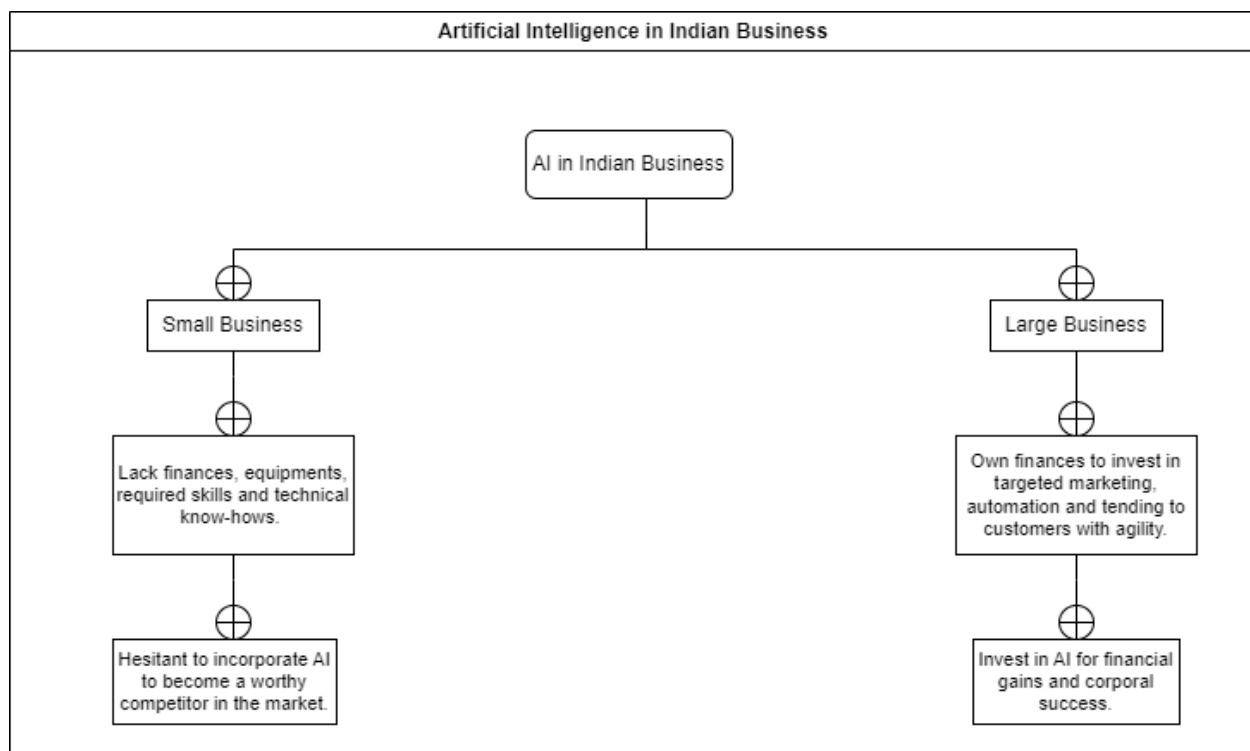 Artificial Intelligence in Indian Business
AI in Indian Business
Small Business
Large Business
Lack finances, equipments,
required skills and technical
know-hows.
Own finances to invest in
targeted marketing,
automation and tending to
customers with agility.
Hesitant to incorporate AI
to become a worthy
competitor in the market.
Invest in AI for financial
gains and corporal
success.